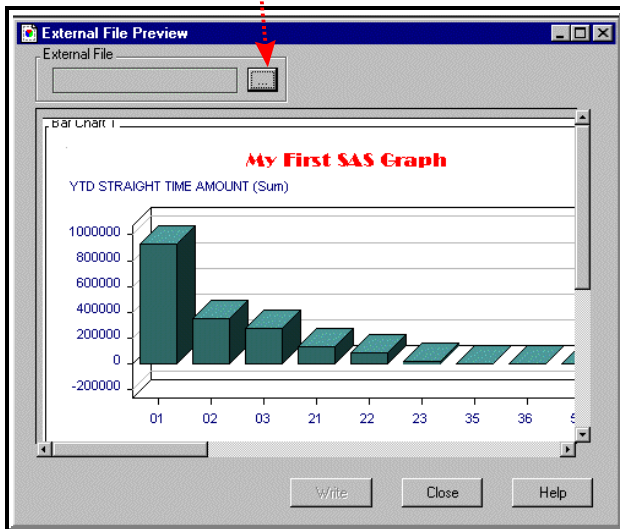 External File Preview
External File
...
Bar Chart 1
My First SAS Graph
YTD STRAIGHT TIME AMOUNT (Sum)
1000000
800000
600000
400000
200000
0
-200000
01 02 03 21 22 23 35 36
Write Close Help